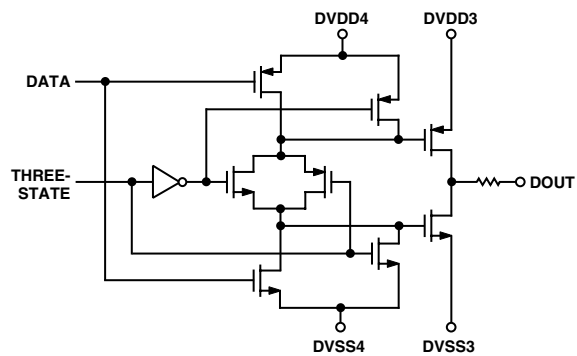 DVDD4
DVDD3
DATA
THREE-
STATE
DOUT
DVSS4
DVSS3